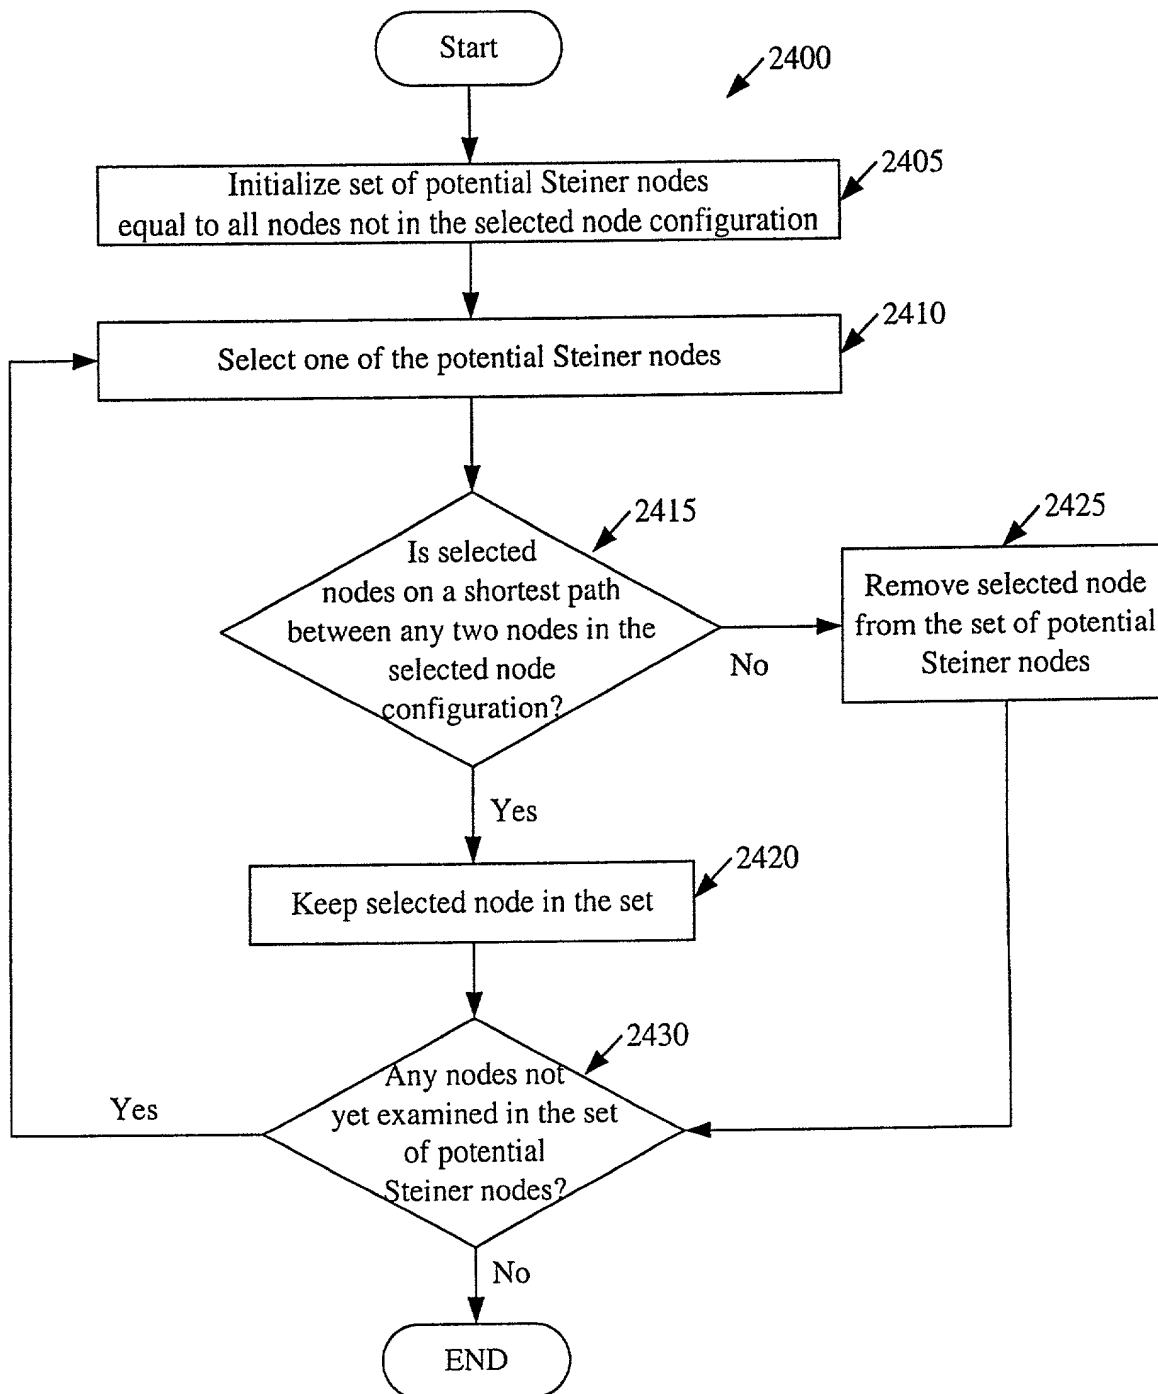 Start
2400
2405
Initialize set of potential Steiner nodes
equal to all nodes not in the selected node configuration
2410
Select one of the potential Steiner nodes
2415
Is selected
nodes on a shortest path
between any two nodes in the
selected node
configuration?
No
2425
Remove selected node
from the set of potential
Steiner nodes
Yes
2420
Keep selected node in the set
2430
Any nodes not
yet examined in the set
of potential
Steiner nodes?
Yes
No
END